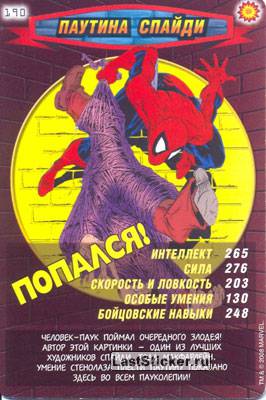 190
ПАУТИНА СПАЙДИ
ПОПАЛСЯ!
ИНТЕЛЛЕКТ 265
СИЛА 276
СКОРОСТЬ И ЛОВКОСТЬ 203
ОСОБЫЕ УМЕНИЯ 130
БОЙЦОВСКИЕ НАВЫКИ 248
ЧЕЛОВЕК-ПАУК ПОЙМАЛ ОЧЕРЕДНОГО ЗЛОДЕЯ!
АВТОР ЭТОЙ КАРТИНКИ - ОДИН ИЗ ЛУЧШИХ
ХУДОЖНИКОВ
УМЕНИЕ СТЕНОЛАЗА
ЗДЕСЬ ВО ВСЕМ ПАУКОЛЕПИИ!
LastSticker.ru
TM & © 2008 MARVEL